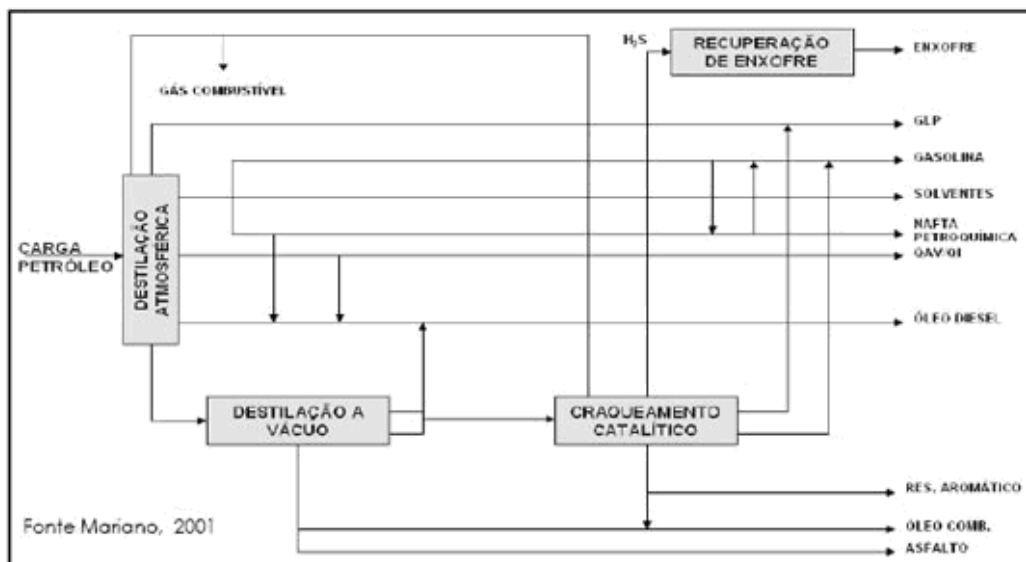 H₂S
RECUPERAÇÃO
DE ENXOFRE
ENXOFRE
GÁS COMBUSTÍVEL
GLP
GASOLINA
SOLVENTES
NAFTA
PETROQUÍMICA
QAV/QI
CARGA
PETRÓLEO
DESTILAÇÃO
ATMOSFÉRICA
ÓLEO DIESEL
DESTILAÇÃO A
VÁCUO
CRAQUEAMENTO
CATALÍTICO
RES. AROMÁTICO
ÓLEO COMB.
ASFALTO
Fonte Mariano, 2001